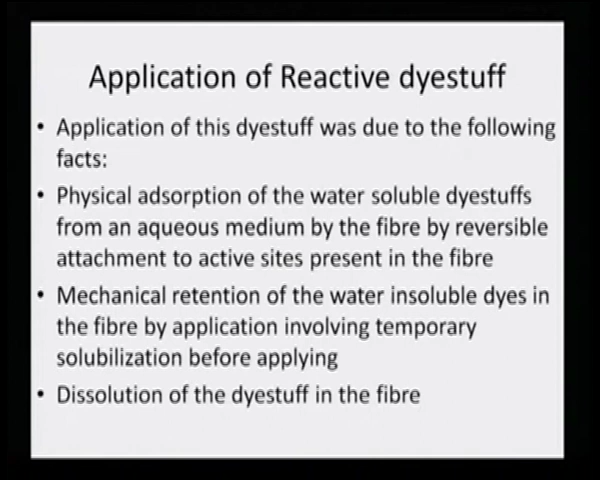 Application of Reactive dyestuff
• Application of this dyestuff was due to the following
facts:
• Physical adsorption of the water soluble dyestuffs
from an aqueous medium by the fibre by reversible
attachment to active sites present in the fibre
• Mechanical retention of the water insoluble dyes in
the fibre by application involving temporary
solubilization before applying
• Dissolution of the dyestuff in the fibre